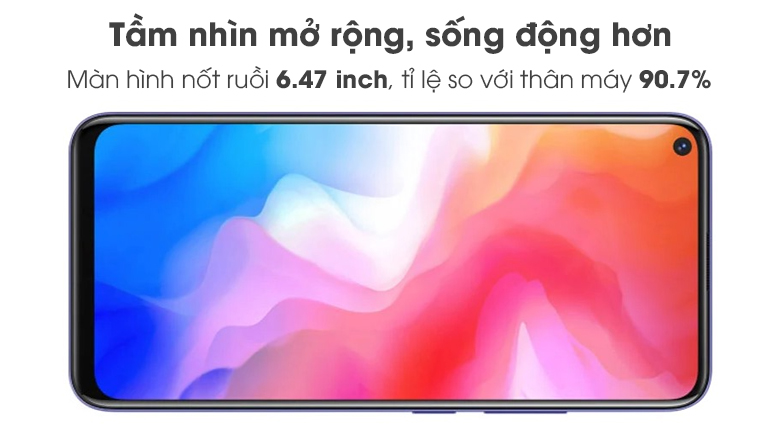 Tầm nhìn mở rộng, sống động hơn
Màn hình nốt ruồi 6.47 inch, tỉ lệ so với thân máy 90.7%